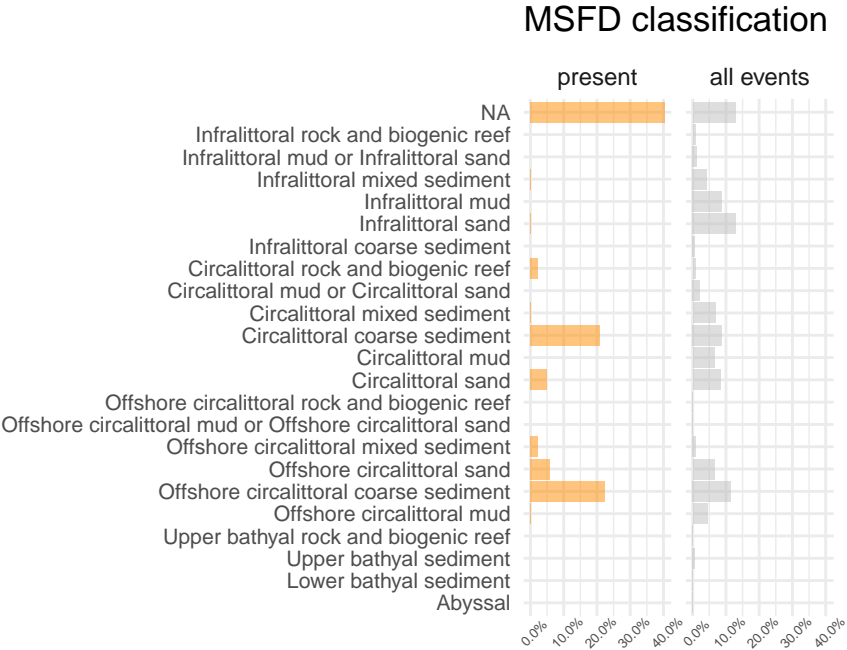 MSFD classification
present
all events
NA
Infralittoral rock and biogenic reef
Infralittoral mud or Infralittoral sand
Infralittoral mixed sediment
Infralittoral mud
Infralittoral sand
Infralittoral coarse sediment
Circalittoral rock and biogenic reef
Circalittoral mud or Circalittoral sand
Circalittoral mixed sediment
Circalittoral coarse sediment
Circalittoral mud
Circalittoral sand
Offshore circalittoral rock and biogenic reef
Offshore circalittoral mud or Offshore circalittoral sand
Offshore circalittoral mixed sediment
Offshore circalittoral sand
Offshore circalittoral coarse sediment
Offshore circalittoral mud
Upper bathyal rock and biogenic reef
Upper bathyal sediment
Lower bathyal sediment
Abyssal
0.0% 10.0% 20.0% 30.0% 40.0% 0.0% 10.0% 20.0% 30.0% 40.0%